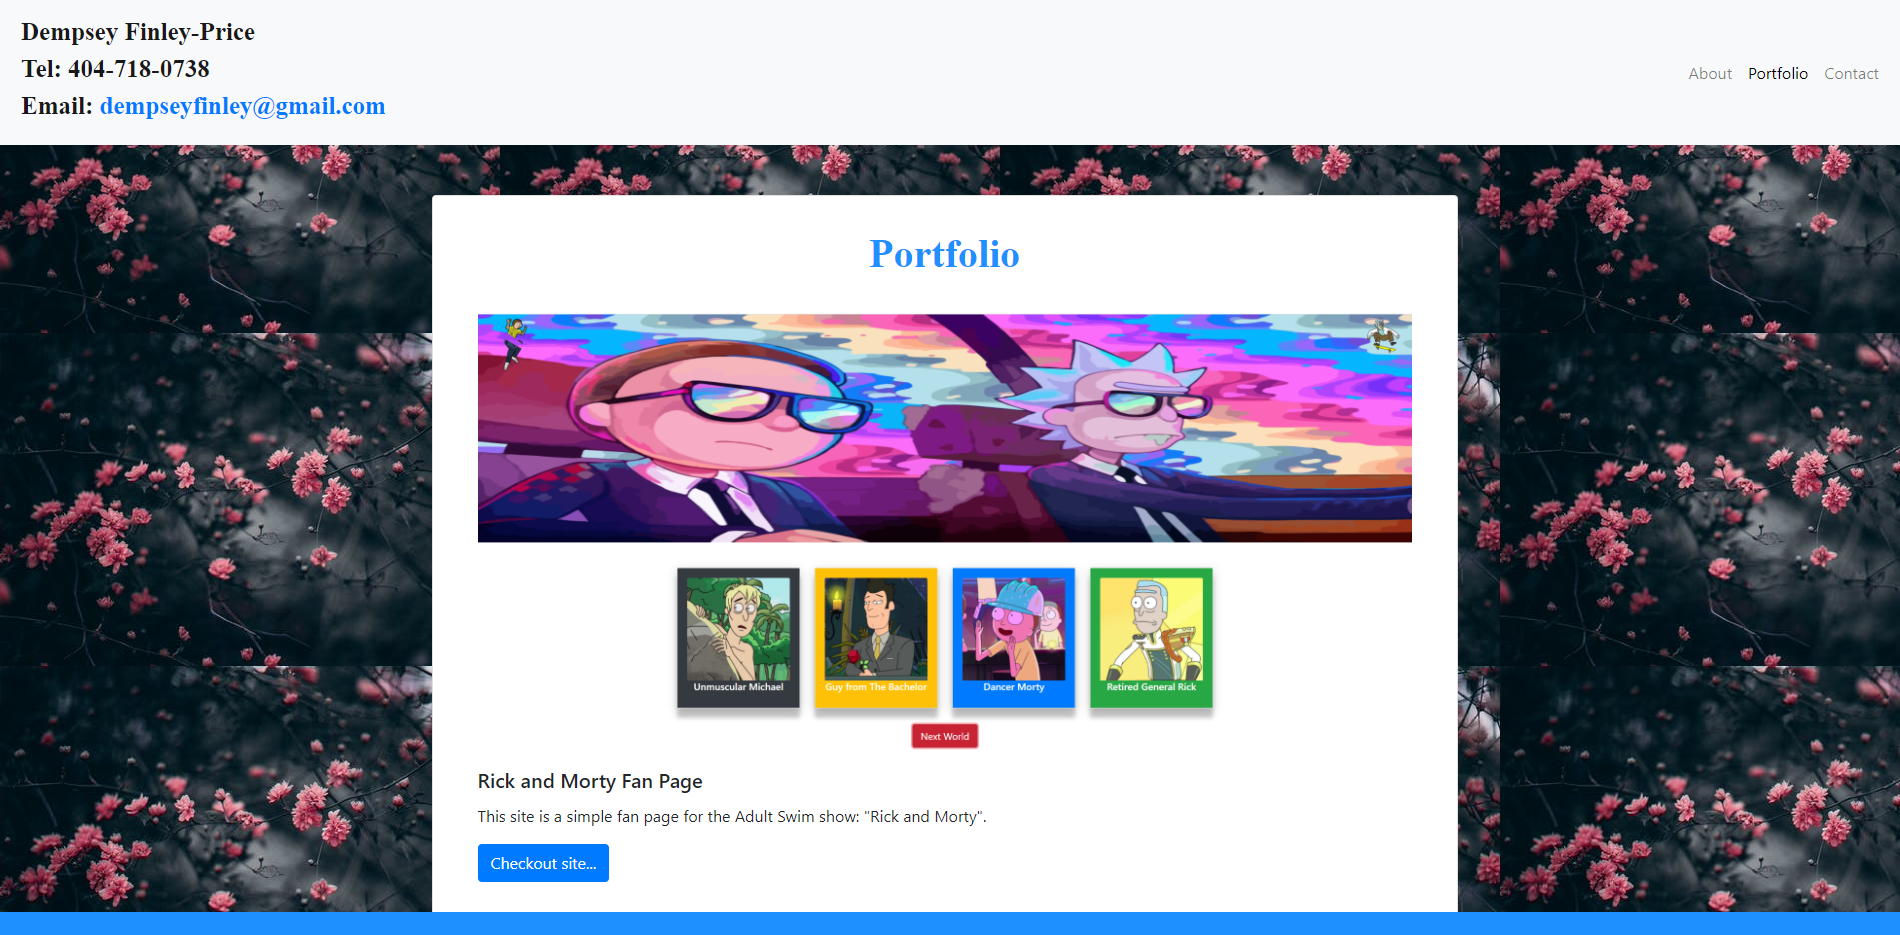 Dempsey Finley-Price
Tel: 404-718-0738
Email: dempseyfinley@gmail.com
About Portfolio Contact
Portfolio
Unmuscular Michael
Guy from The Bachelor
Dancer Morty
Retired General Rick
Next World
Rick and Morty Fan Page
This site is a simple fan page for the Adult Swim show: "Rick and Morty".
Checkout site...